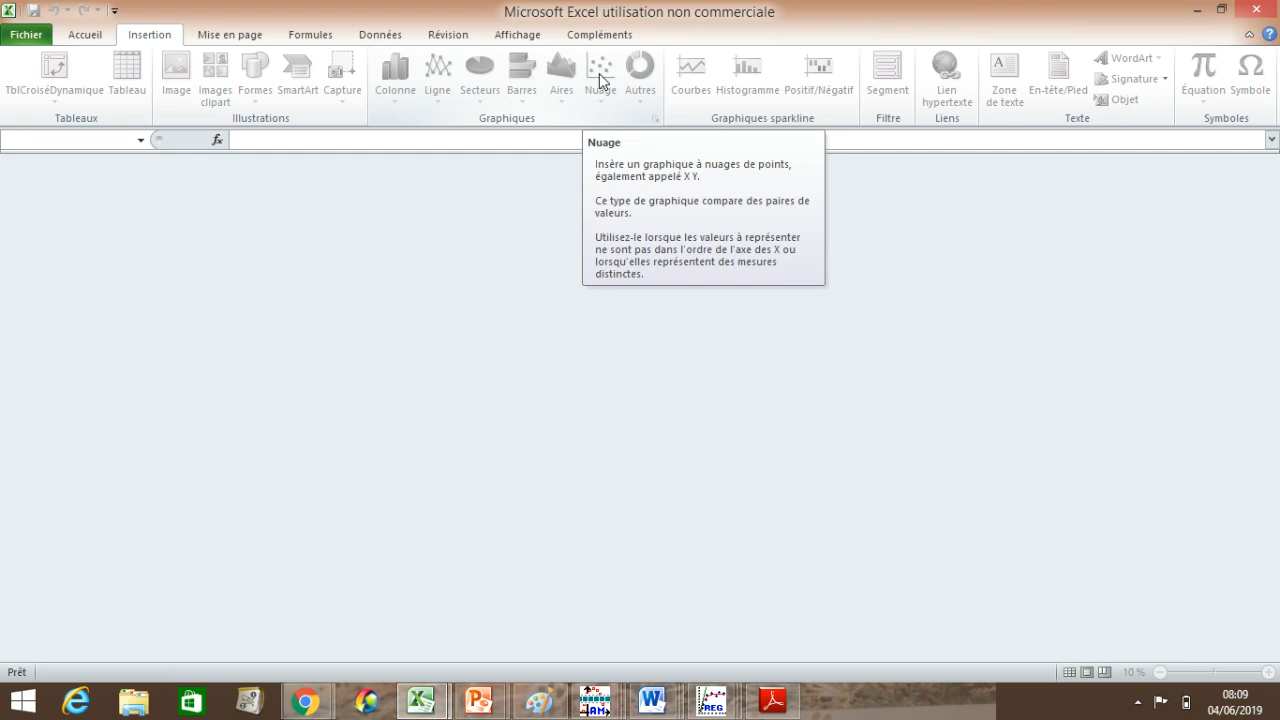 Microsoft Excel utilisation non commerciale
Fichier Accueil Insertion Mise en page Formules Données Révision Affichage Compléments
TblCroiséDynamique Tableau Image Images clipart Formes SmartArt Capture Colonne Ligne Secteurs Barres Aires Nuage Autres Courbes Histogramme Positif/Négatif Segment Lien hypertexte Zone de texte En-tête/Pied WordArt Signature Objet Équation Symbole
Tableaux Illustrations Graphiques Graphiques sparkline Filtre Liens Texte Symboles
fx
Nuage
Insère un graphique à nuages de points,
également appelé X Y.
Ce type de graphique compare des paires de
valeurs.
Utilisez-le lorsque les valeurs à représenter
ne sont pas dans l'ordre de l'axe des X ou
lorsqu'elles représentent des mesures
distinctes.
Prêt 10 %
08:09
04/06/2019